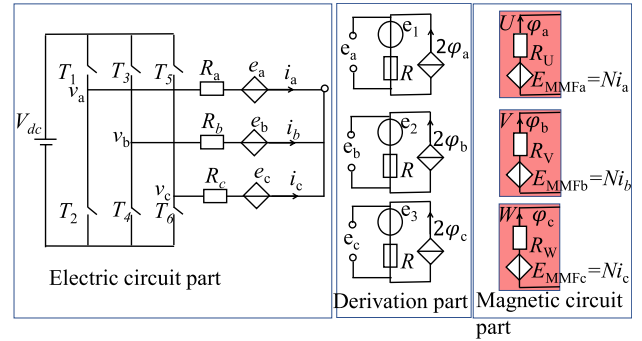 T1 T3 T5
va
Vdc
vb
vc
T2 T4 T6
Ra ea ia
Rb eb ib
Rc ec ic
Electric circuit part
ea e1 R 2φa
eb e2 R 2φb
ec e3 R 2φc
Derivation part
U φa
RU
EMMFa=Nia
V φb
RV
EMMFb=Nib
W φc
RW
EMMFc=Nic
Magnetic circuit
part